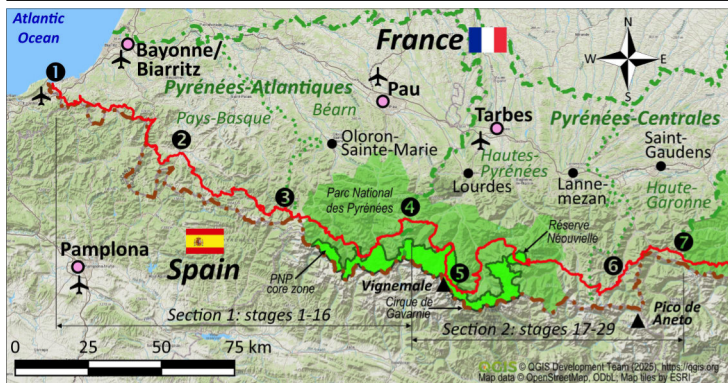 Atlantic
Ocean
Bayonne/
Biarritz
France
N
W
E
S
1
Pyrénées-Atlantiques
Béarn
Pau
Tarbes
Pyrénées-Centrales
Pays-Basque
2
Oloron-
Sainte-Marie
Hautes-
Pyrénées
Lourdes
Lanne-
mezan
Saint-
Gaudens
Haute-
Garonne
3
Parc National
des Pyrénées
4
Réserve
Néouvielle
7
Pamplona
Spain
PNP
core zone
Vignemale
5
6
Cirque de
Gavarnie
Pico de
Aneto
Section 1: stages 1-16
Section 2: stages 17-29
0
25
50
75 km
QGIS © QGIS Development Team (2025), https://qgis.org
Map data © OpenStreetMap, ODbL; Map tiles by ESRI